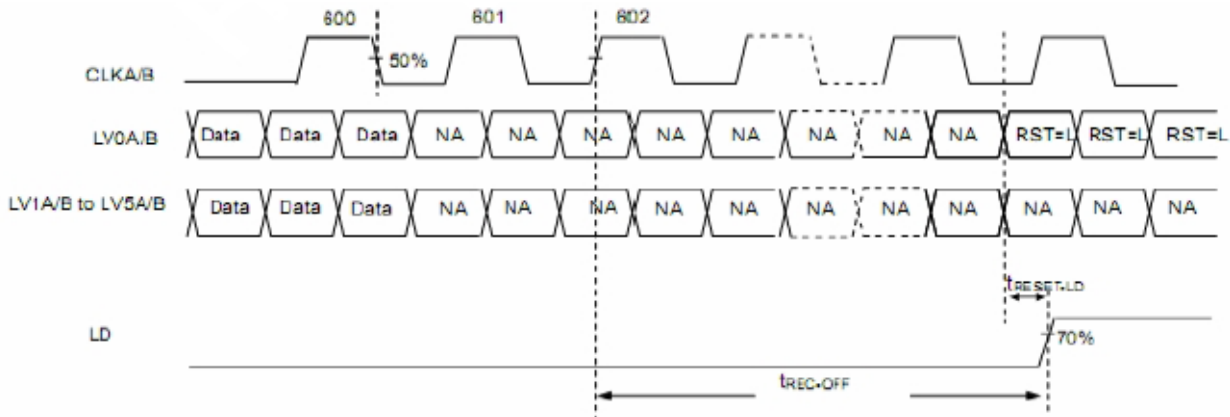 600 601 602
50%
CLKA/B
LV0A/B Data Data Data NA NA NA NA NA NA NA NA RST=L RST=L RST=L
LV1A/B to LV5A/B Data Data Data NA NA NA NA NA NA NA NA NA NA NA
tRESET-LD
LD 70%
tREC-OFF